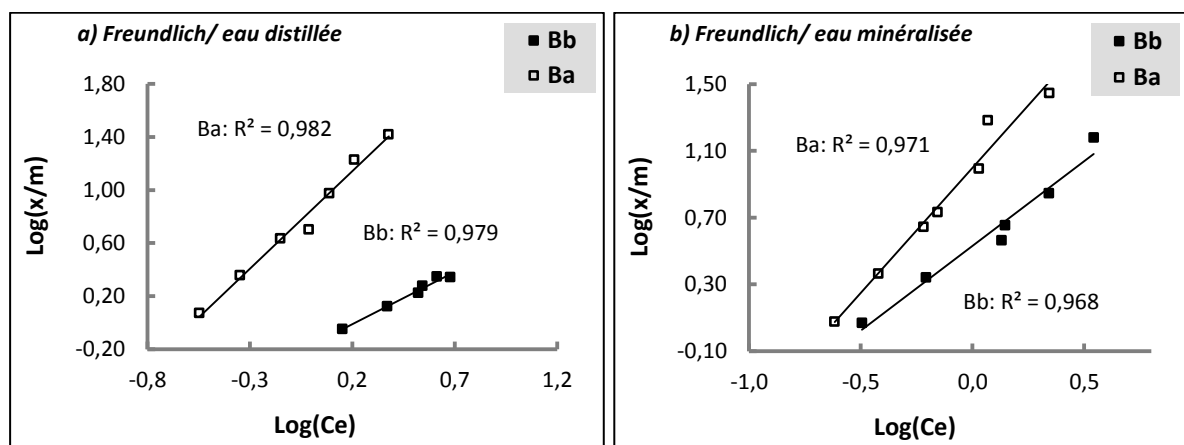 a) Freundlich/ eau distillée
Bb
Ba
1,80
1,40
1,00
0,60
0,20
-0,20
Log(x/m)
Ba: R² = 0,982
Bb: R² = 0,979
-0,8
-0,3
0,2
0,7
1,2
Log(Ce)
b) Freundlich/ eau minéralisée
Bb
Ba
1,50
1,10
0,70
0,30
-0,10
Log(x/m)
Ba: R² = 0,971
Bb: R² = 0,968
-1,0
-0,5
0,0
0,5
Log(Ce)